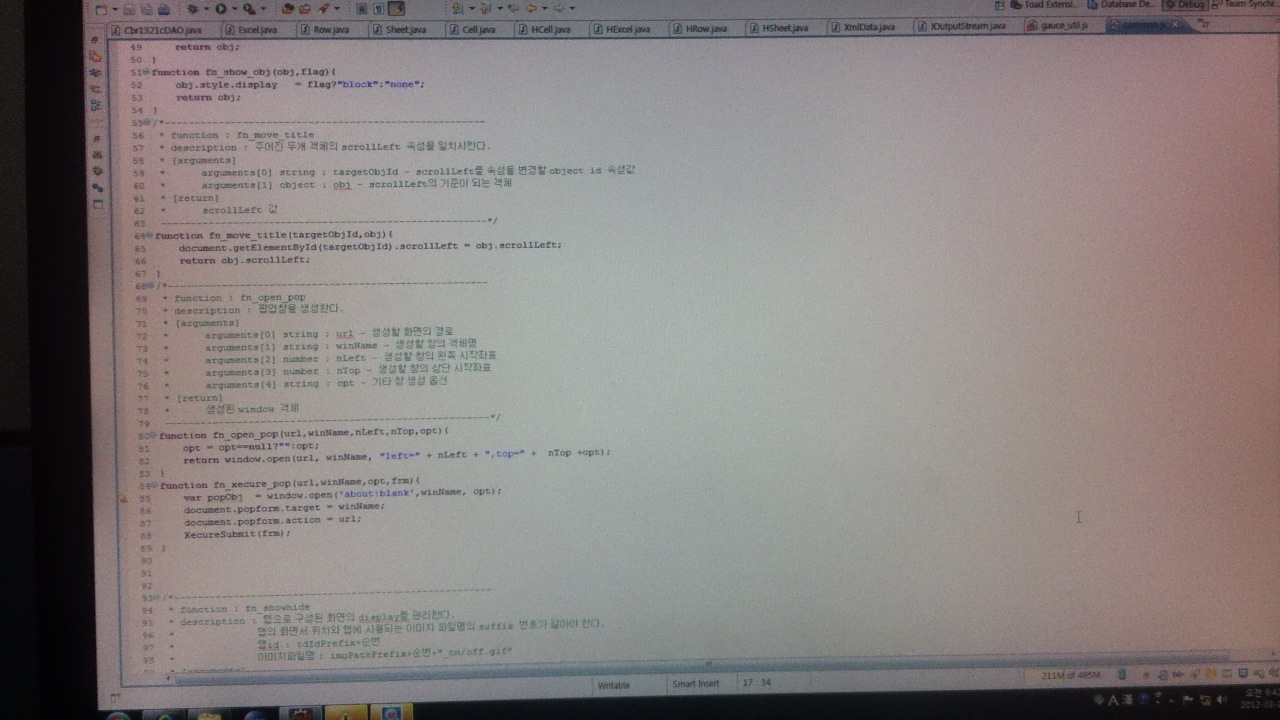 Toad Extensi..
Database De..
Debug
Team Synchr..
Cbr1321cDAO.java
Excel.java
Row.java
Sheet.java
Cell.java
HCell.java
HExcel.java
HRow.java
HSheet.java
XmlData.java
IOutputStream.java
gauce_util.js
49 return obj;
50 }
51 function fn_show_obj(obj,flag){
52 obj.style.display = flag?"block":"none";
53 return obj;
54 }
55 /*----------------------------------------------------
56 * function : fn_move_title
57 * description : 주어진 두개 객체의 scrollLeft 속성을 일치시킨다.
58 * [arguments]
59 * arguments[0] string : targetObjId - scrollLeft를 속성을 변경할 object id 속성값
60 * arguments[1] object : obj - scrollLeft의 기준이 되는 객체
61 * [return]
62 * scrollLeft 값
63 ----------------------------------------------------*/
64 function fn_move_title(targetObjId,obj){
65 document.getElementById(targetObjId).scrollLeft = obj.scrollLeft;
66 return obj.scrollLeft;
67 }
68 /*----------------------------------------------------
69 * function : fn_open_pop
70 * description : 팝업창을 생성한다.
71 * [arguments]
72 * arguments[0] string : url - 생성할 화면의 경로
73 * arguments[1] string : winName - 생성할 창의 객체명
74 * arguments[2] number : nLeft - 생성할 창의 왼쪽 시작좌표
75 * arguments[3] number : nTop - 생성할 창의 상단 시작좌표
76 * arguments[4] string : opt - 기타 창 생성 옵션
77 * [return]
78 * 생성된 window 객체
79 ----------------------------------------------------*/
80 function fn_open_pop(url,winName,nLeft,nTop,opt){
81 opt = opt==null?"":opt;
82 return window.open(url, winName, "left=" + nLeft + ",top=" + nTop +opt);
83 }
84 function fn_xecure_pop(url,winName,opt,frm){
85 var popObj = window.open('about:blank',winName, opt);
86 document.popform.target = winName;
87 document.popform.action = url;
88 XecureSubmit(frm);
89 }
90
91
92
93 /*----------------------------------------------------
94 * function : fn_showhide
95 * description : 탭으로 구성된 화면의 display를 관리한다.
96 * 탭의 화면서 위치와 탭에 사용되는 이미지 파일명의 suffix 번호가 같아야 한다.
97 * 탭id : tdIdPrefix+순번
98 * 이미지파일명 : imgPathPrefix+순번+"_on/off.gif"
Writable
Smart Insert
17 : 34
211M of 495M
A 漢